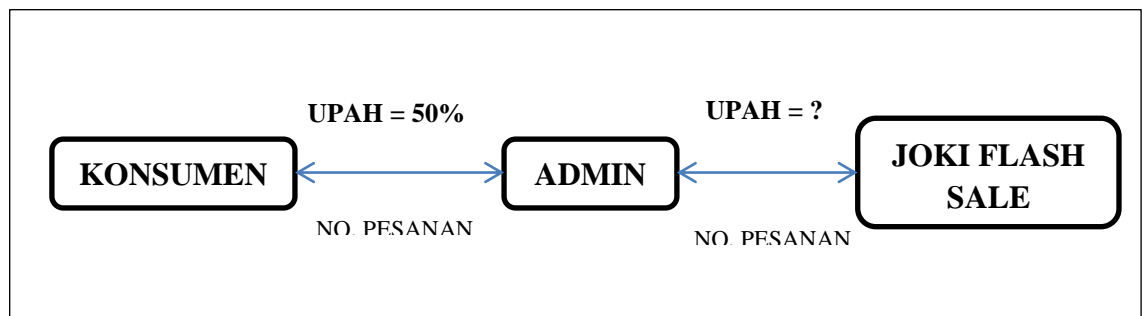 UPAH = 50%
UPAH = ?
KONSUMEN
ADMIN
JOKI FLASH
SALE
NO. PESANAN
NO. PESANAN